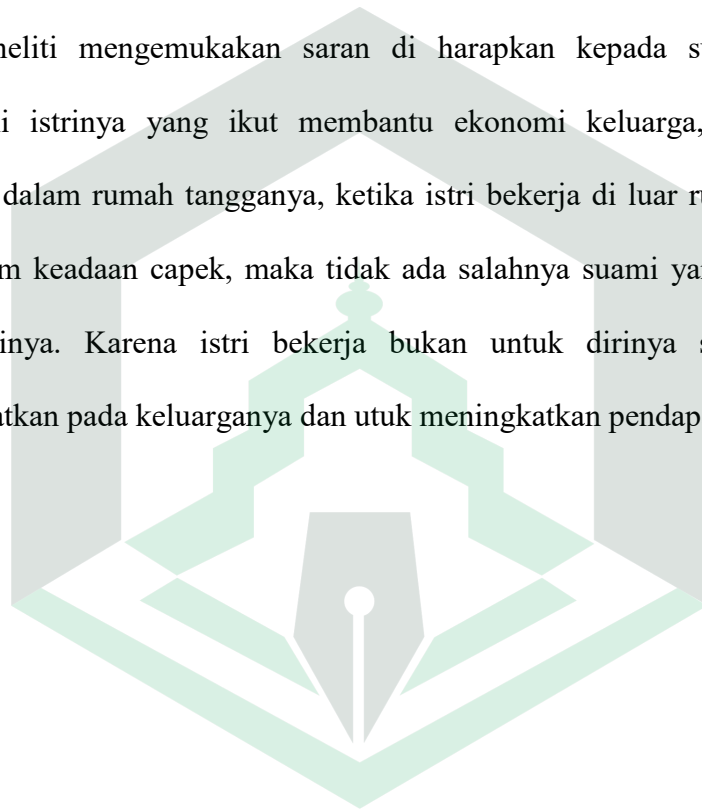 neliti mengemukakan saran di harapkan kepada s
i istrinya yang ikut membantu ekonomi keluarga,
dalam rumah tangganya, ketika istri bekerja di luar r
m keadaan capek, maka tidak ada salahnya suami ya
inya. Karena istri bekerja bukan untuk dirinya s
atkan pada keluarganya dan utuk meningkatkan pendap